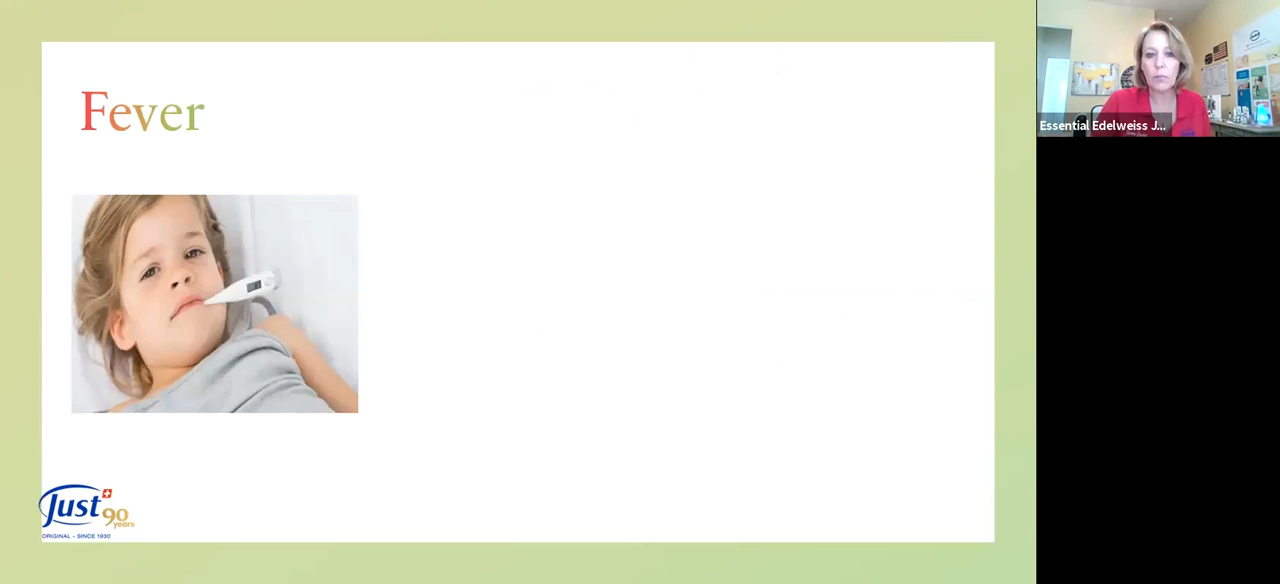 Fever
Essential Edelweiss J...
Just
90
years
ORIGINAL - SINCE 1930